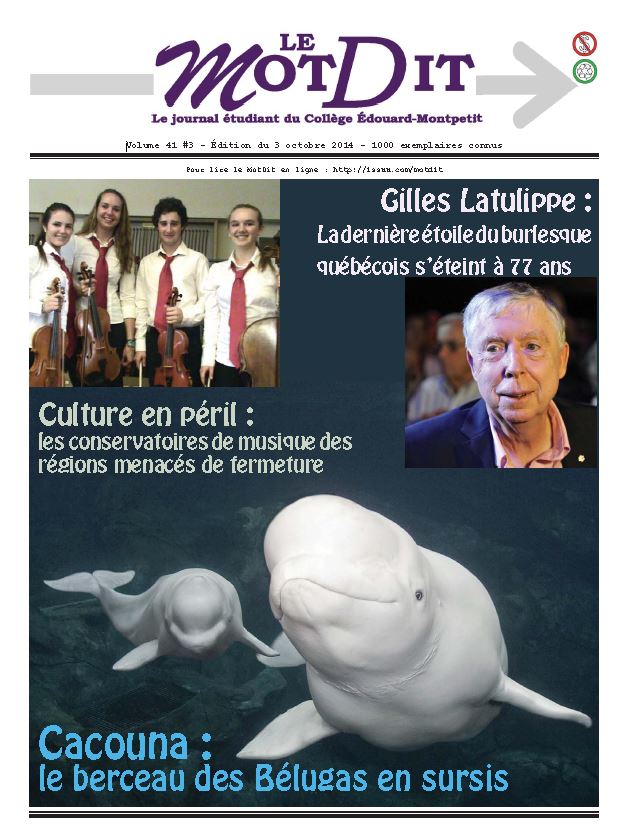 LE
MOTDIT
Le journal étudiant du Collège Édouard-Montpetit
Volume 41 #3 - Édition du 3 octobre 2014 - 1000 exemplaires connus
Pour lire le MotDit en ligne : http://issuu.com/motdit
Gilles Latulippe :
La dernière étoile du burlesque
québécois s'éteint à 77 ans
Culture en péril :
les conservatoires de musique des
régions menacés de fermeture
Cacouna :
le berceau des Bélugas en sursis